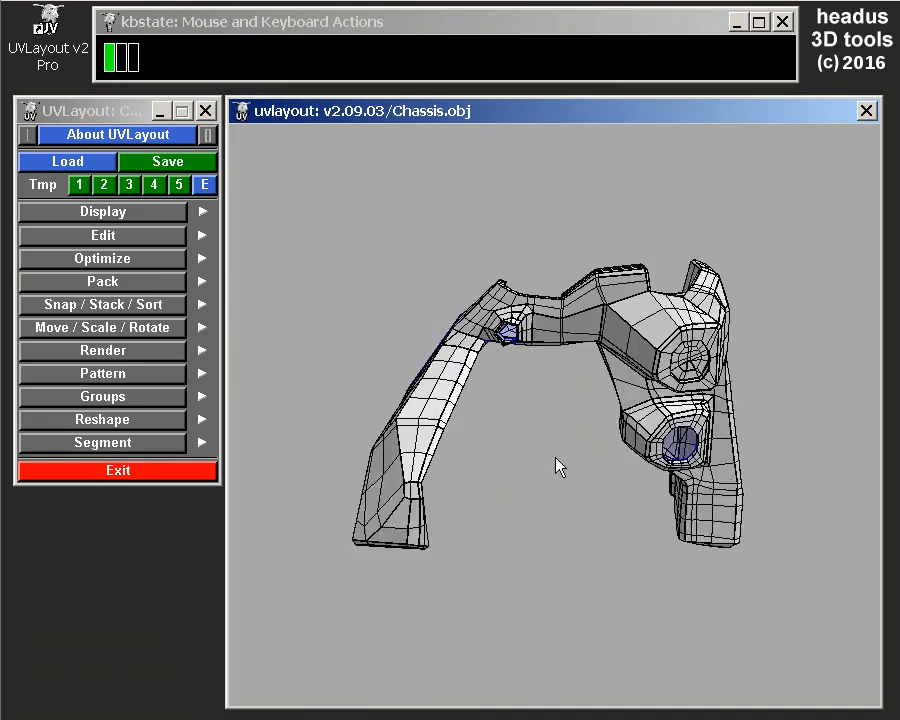 UVLayout v2
Pro
kbstate: Mouse and Keyboard Actions
headus
3D tools
(c) 2016
UVLayout: C...
uvlayout: v2.09.03/Chassis.obj
About UVLayout
Load
Save
Tmp
1
2
3
4
5
E
Display
Edit
Optimize
Pack
Snap / Stack / Sort
Move / Scale / Rotate
Render
Pattern
Groups
Reshape
Segment
Exit